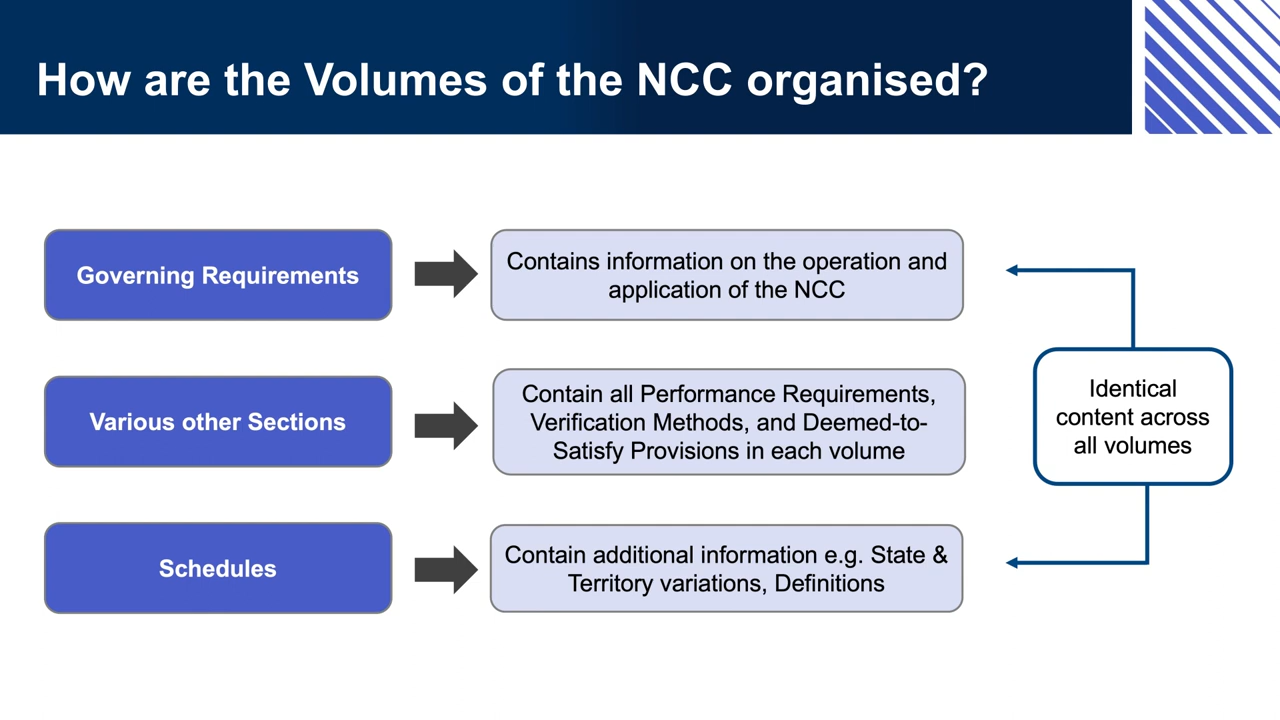 How are the Volumes of the NCC organised?
Governing Requirements
Contains information on the operation and
application of the NCC
Various other Sections
Contain all Performance Requirements,
Verification Methods, and Deemed-to-
Satisfy Provisions in each volume
Identical
content across
all volumes
Schedules
Contain additional information e.g. State &
Territory variations, Definitions